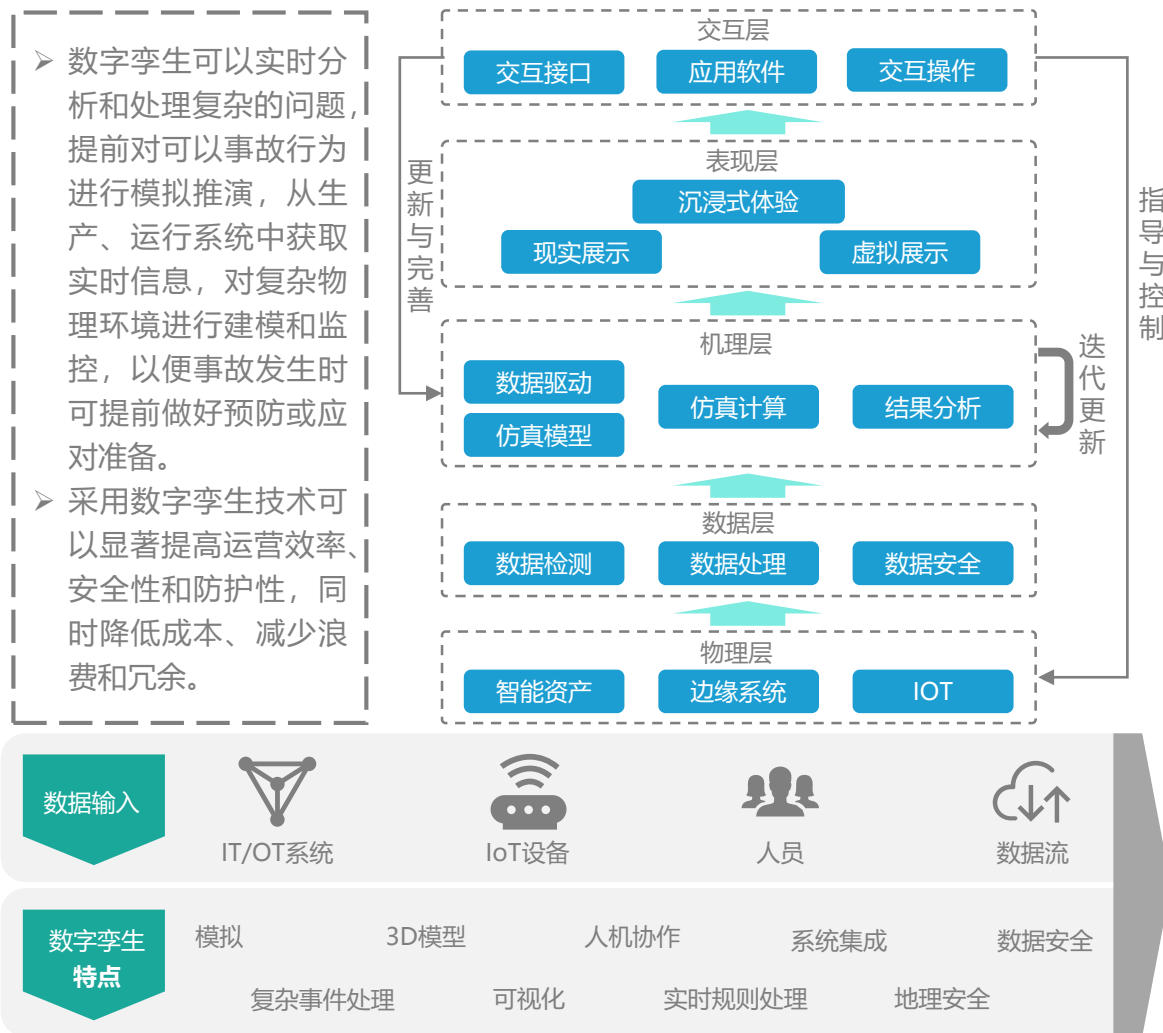 数字孪生可以实时分
析和处理复杂的问题，
提前对可以事故行为
进行模拟推演，从生
产、运行系统中获取
实时信息，对复杂物
理环境进行建模和监
控，以便事故发生时
可提前做好预防或应
对准备。
采用数字孪生技术可
以显著提高运营效率、
安全性和防护性，同
时降低成本、减少浪
费和冗余。
交互层
交互接口
应用软件
交互操作
表现层
沉浸式体验
现实展示
虚拟展示
机理层
数据驱动
仿真模型
仿真计算
结果分析
数据层
数据检测
数据处理
数据安全
物理层
智能资产
边缘系统
IOT
更新与完善
迭代更新
指导与控制
数据输入
IT/OT系统
IoT设备
人员
数据流
数字孪生
特点
模拟
3D模型
人机协作
系统集成
数据安全
复杂事件处理
可视化
实时规则处理
地理安全